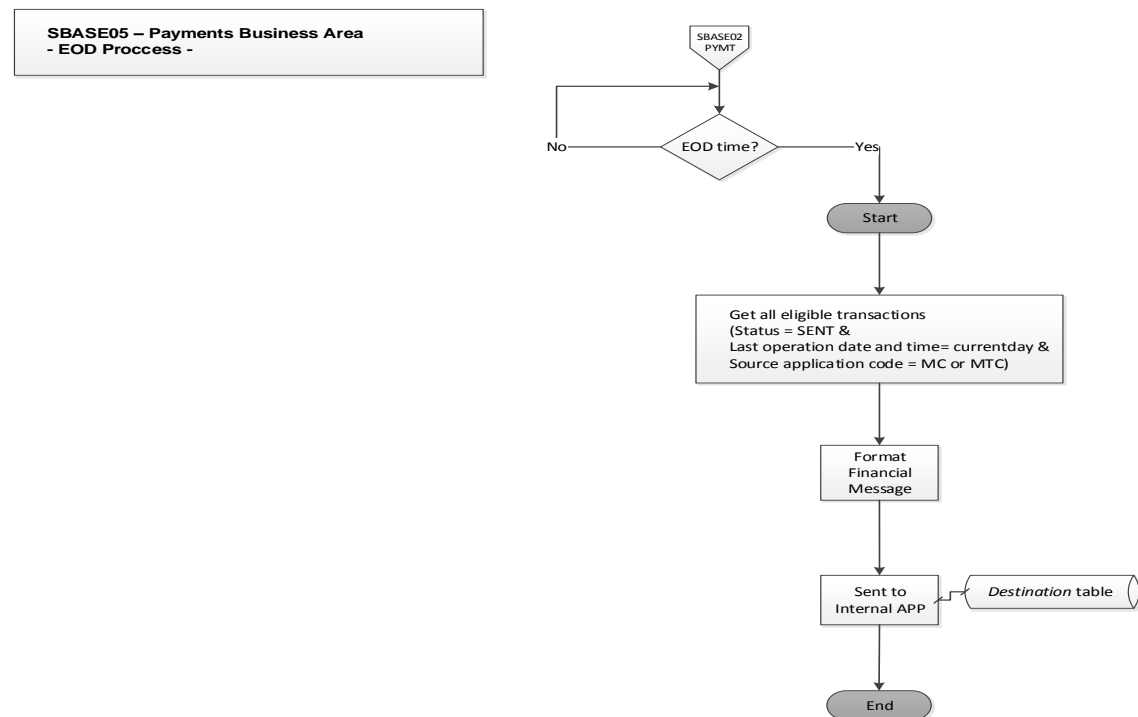 SBASE05 – Payments Business Area
- EOD Proccess -
SBASE02
PYMT
No
EOD time?
Yes
Start
Get all eligible transactions
(Status = SENT &
Last operation date and time= currentday &
Source application code = MC or MTC)
Format
Financial
Message
Sent to
Internal APP
Destination table
End